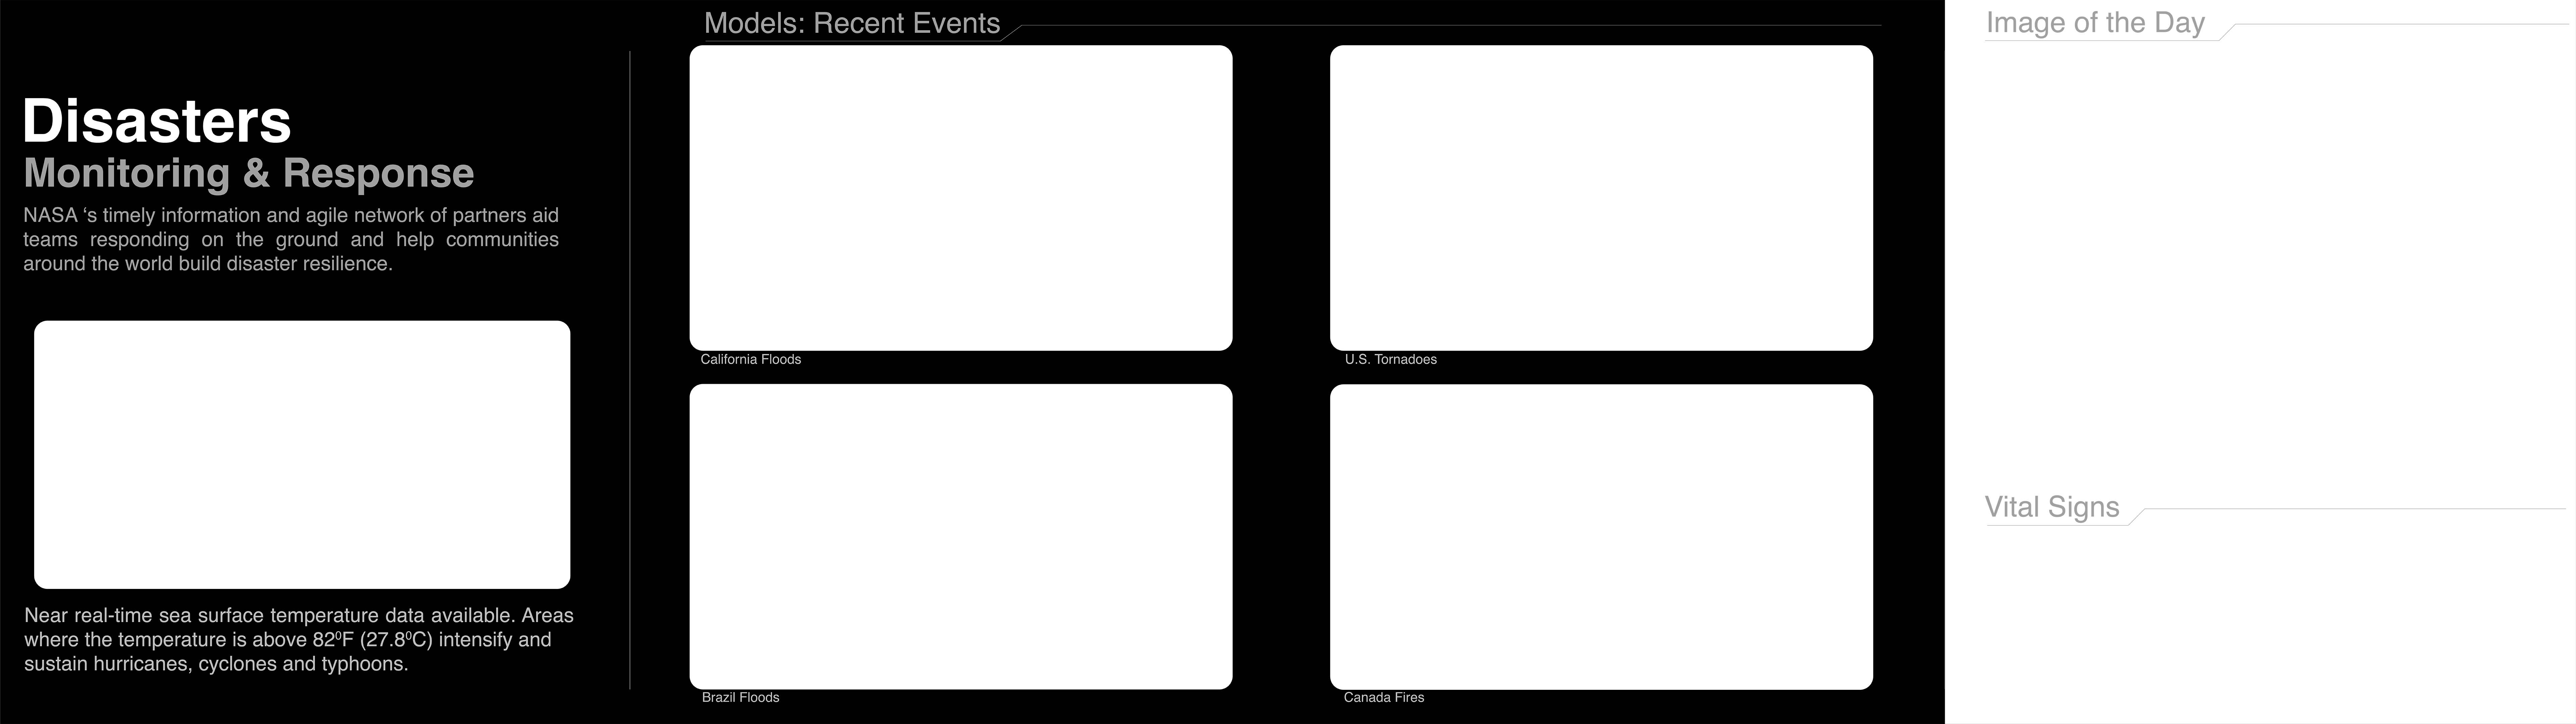 Disasters
Monitoring & Response
NASA ‘s timely information and agile network of partners aid
teams responding on the ground and help communities
around the world build disaster resilience.
Near real-time sea surface temperature data available. Areas
where the temperature is above 82⁰F (27.8⁰C) intensify and
sustain hurricanes, cyclones and typhoons.
Models: Recent Events
California Floods
U.S. Tornadoes
Brazil Floods
Canada Fires
Image of the Day
Vital Signs